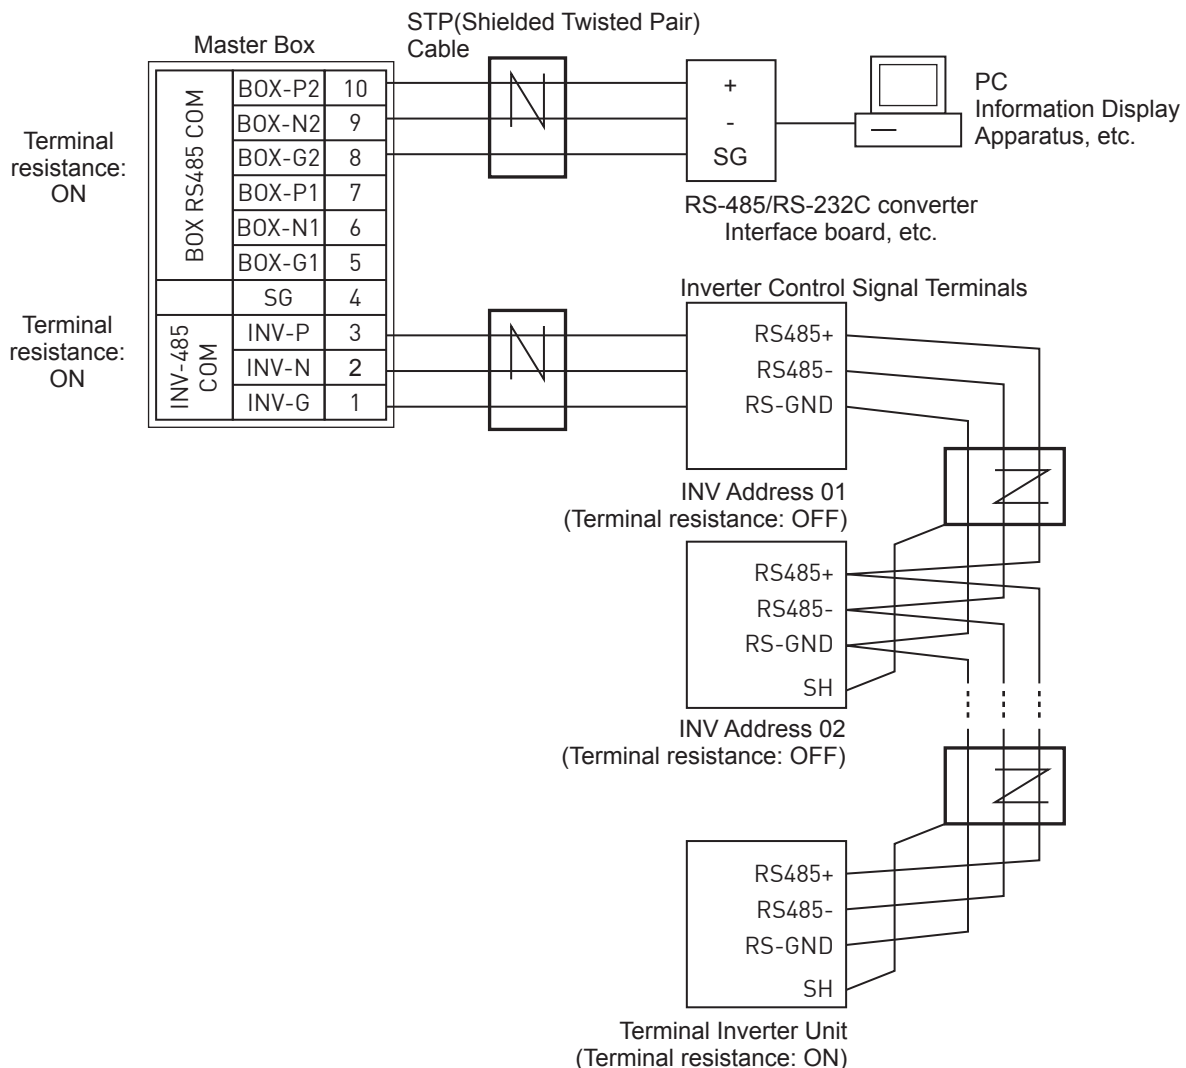 STP(Shielded Twisted Pair)
Cable
Master Box
Terminal
resistance:
ON
BOX RS485 COM
BOX-P2 10
BOX-N2 9
BOX-G2 8
BOX-P1 7
BOX-N1 6
BOX-G1 5
SG 4
Terminal
resistance:
ON
INV-485
COM
INV-P 3
INV-N 2
INV-G 1
+
-
SG
PC
Information Display
Apparatus, etc.
RS-485/RS-232C converter
Interface board, etc.
Inverter Control Signal Terminals
RS485+
RS485-
RS-GND
INV Address 01
(Terminal resistance: OFF)
RS485+
RS485-
RS-GND
SH
INV Address 02
(Terminal resistance: OFF)
RS485+
RS485-
RS-GND
SH
Terminal Inverter Unit
(Terminal resistance: ON)